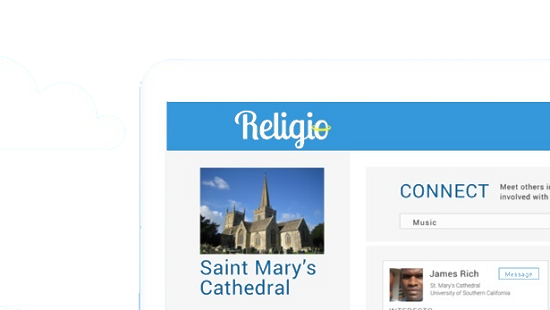 Religio
Saint Mary's
Cathedral
CONNECT
Meet others i
involved with
Music
James Rich
Message
St. Mary's Cathedral
University of Southern California
INTERESTS